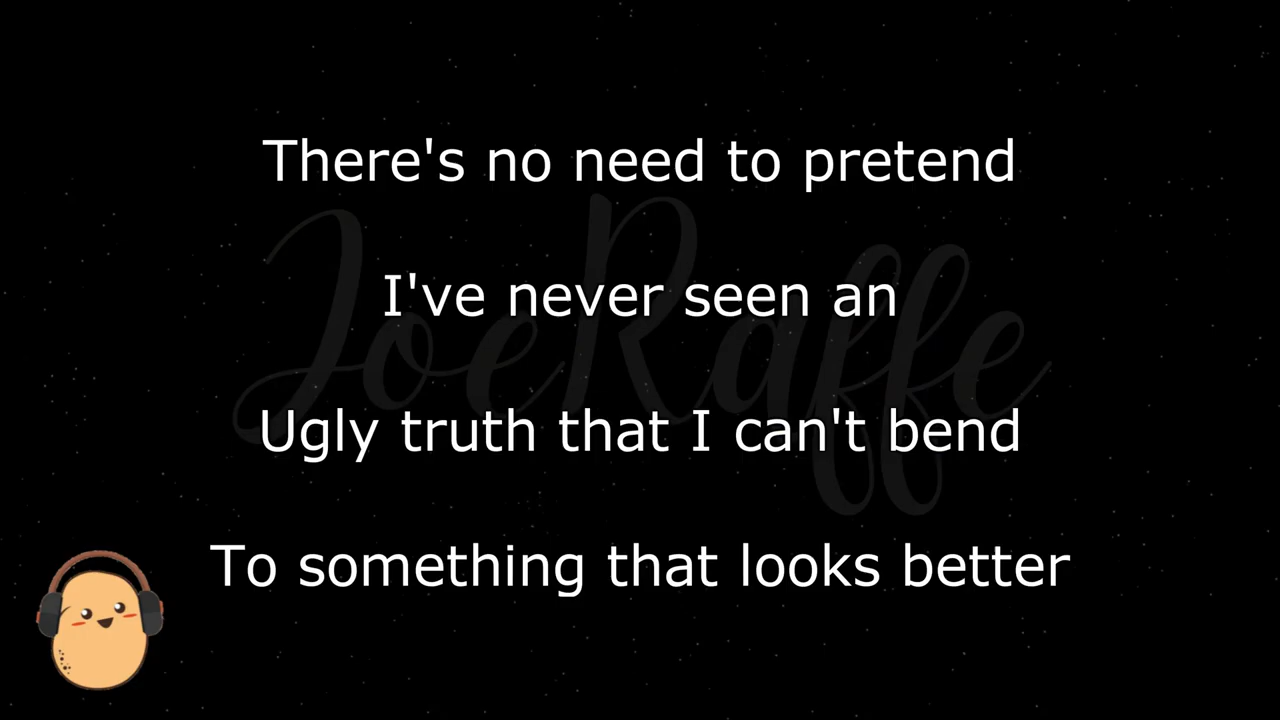 There's no need to pretend
I've never seen an
JoeRaffe
Ugly truth that I can't bend
To something that looks better